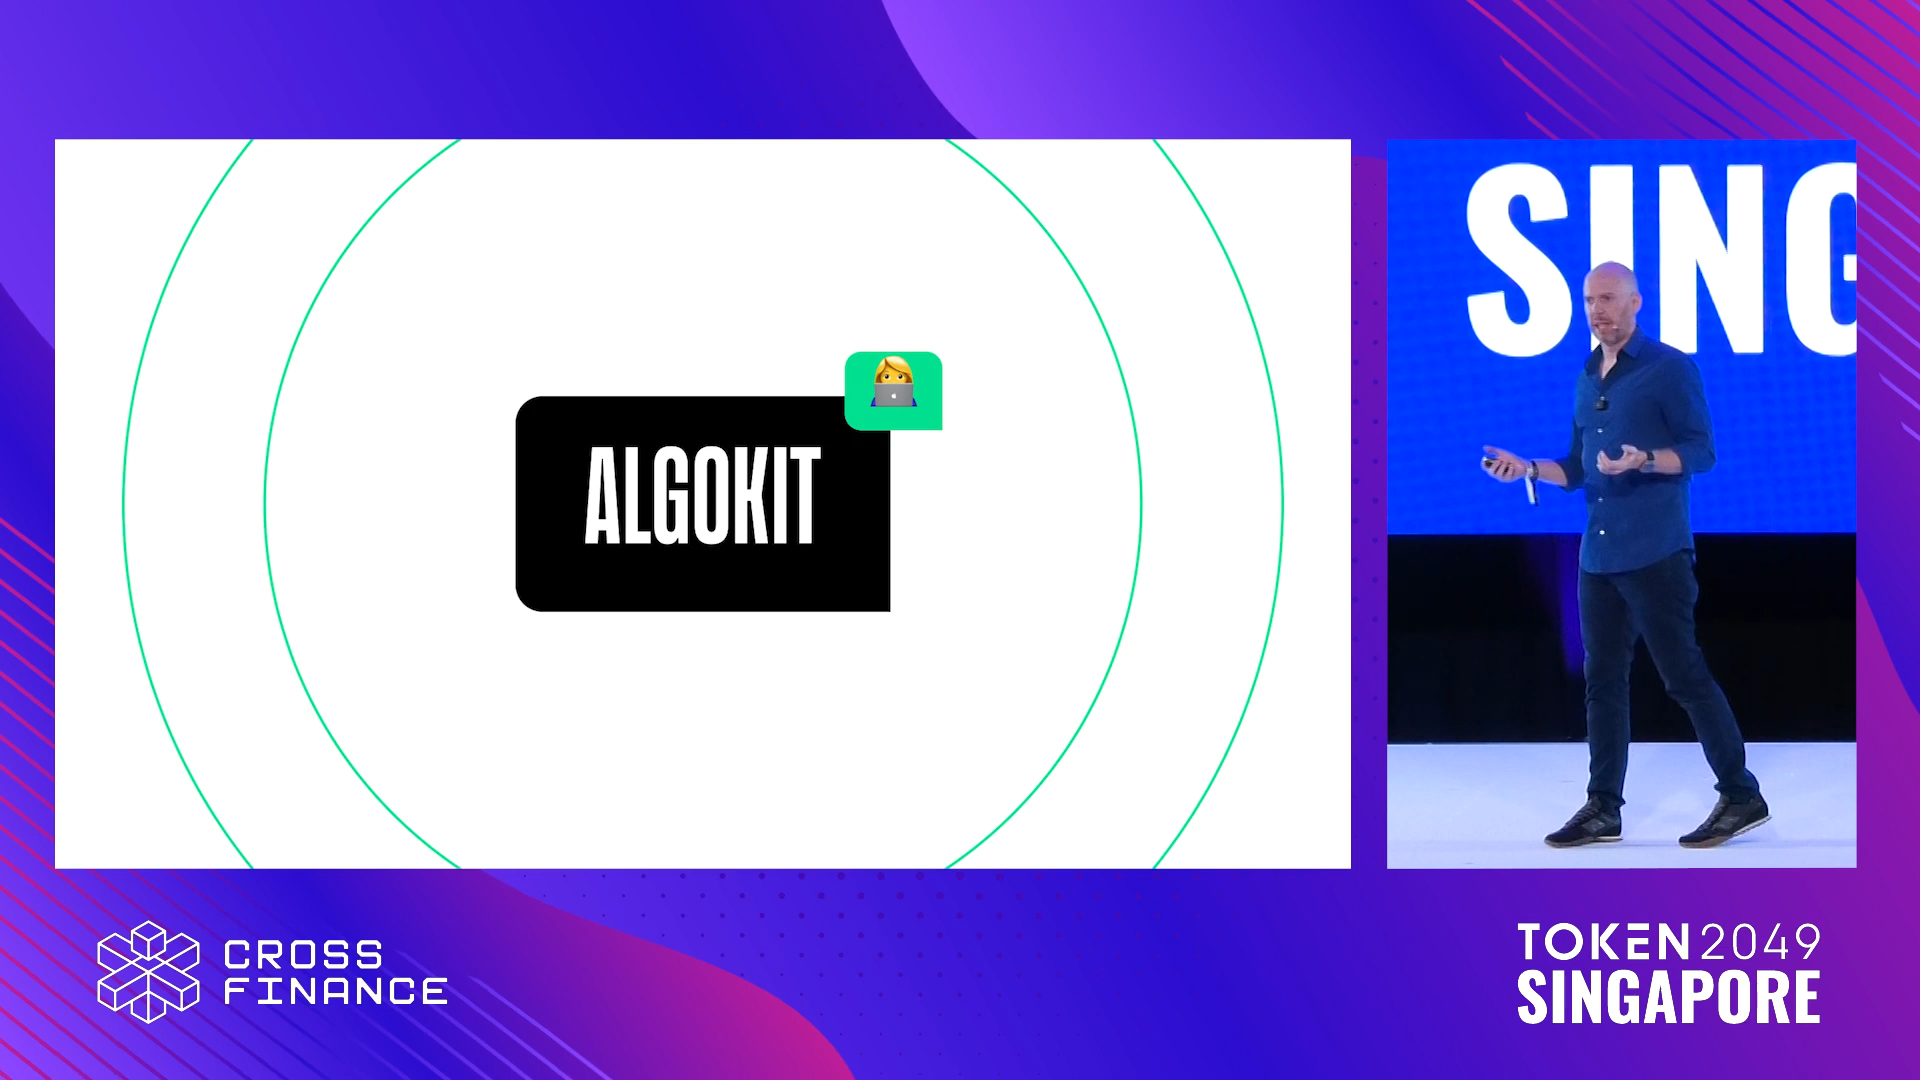 ALGOKIT
SING
CROSS
FINANCE
TOKEN2049
SINGAPORE